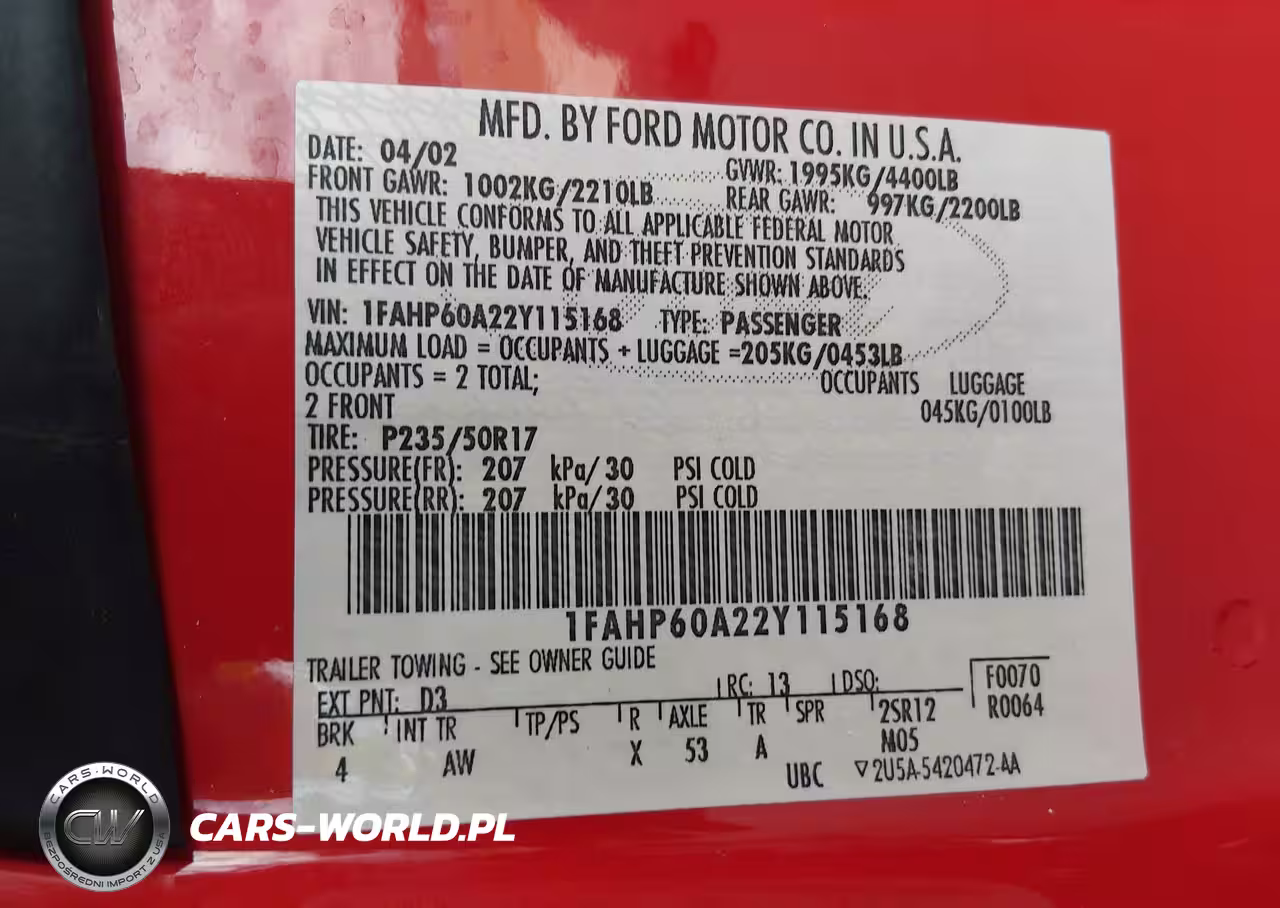 MFD. BY FORD MOTOR CO. IN U.S.A.
DATE: 04/02 GVWR: 1995KG/4400LB
FRONT GAWR: 1002KG/2210LB REAR GAWR: 997KG/2200LB
THIS VEHICLE CONFORMS TO ALL APPLICABLE FEDERAL MOTOR
VEHICLE SAFETY, BUMPER, AND THEFT PREVENTION STANDARDS
IN EFFECT ON THE DATE OF MANUFACTURE SHOWN ABOVE.
VIN: 1FAHP60A22Y115168 TYPE: PASSENGER
MAXIMUM LOAD = OCCUPANTS + LUGGAGE =205KG/0453LB
OCCUPANTS = 2 TOTAL; OCCUPANTS LUGGAGE
2 FRONT 045KG/0100LB
TIRE: P235/50R17
PRESSURE(FR): 207 kPa/ 30 PSI COLD
PRESSURE(RR): 207 kPa/ 30 PSI COLD
1FAHP60A22Y115168
TRAILER TOWING - SEE OWNER GUIDE
EXT PNT: D3 RC: 13 DSO: F0070
BRK INT TR TP/PS R AXLE TR SPR 2SR12 R0064
4 AW X 53 A M05
UBC ▽2U5A-5420472-AA
CARS-WORLD
CW
BEZPOŚREDNI IMPORT Z USA
CARS-WORLD.PL